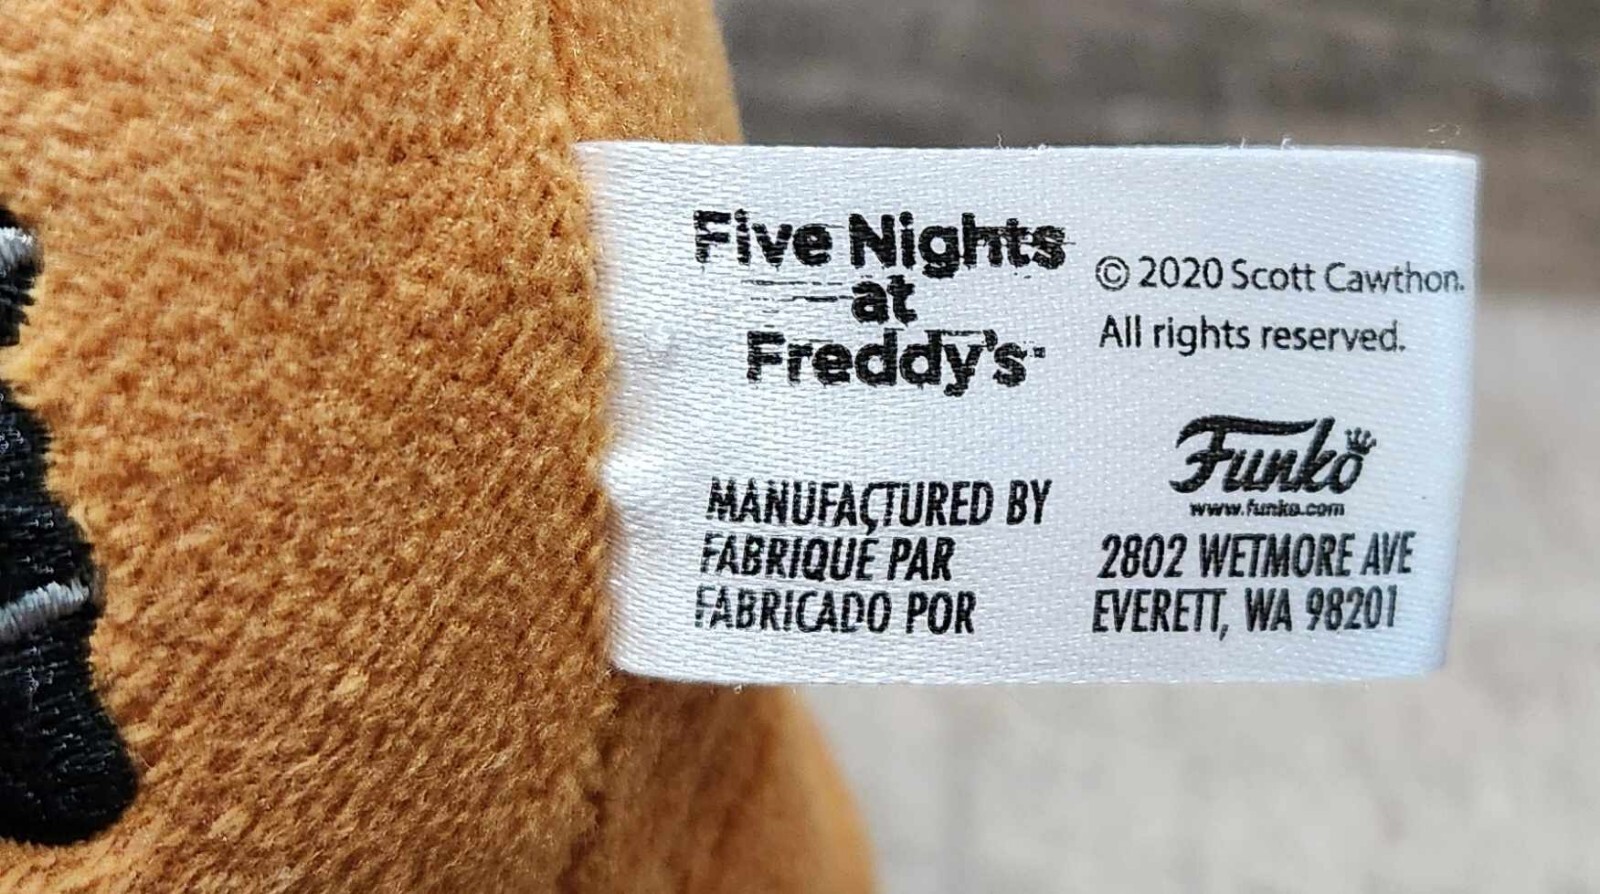 Five Nights
at
Freddy's
© 2020 Scott Cawthon.
All rights reserved.
MANUFACTURED BY
FABRIQUÉ PAR
FABRICADO POR
Funko
www.funko.com
2802 WETMORE AVE
EVERETT, WA 98201